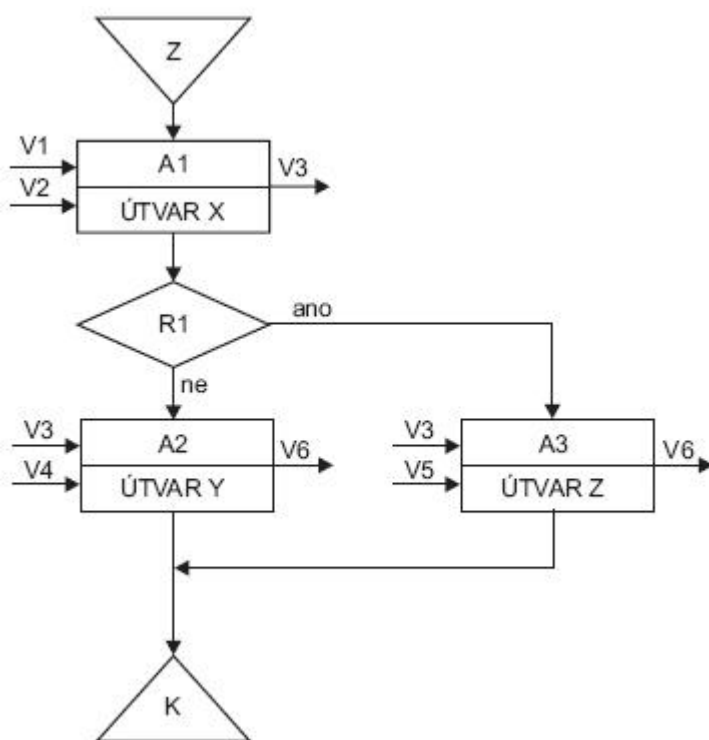 Z
V1
A1
V3
V2
ÚTVAR X
R1
ano
ne
V3
A2
V6
V4
ÚTVAR Y
V3
A3
V6
V5
ÚTVAR Z
K